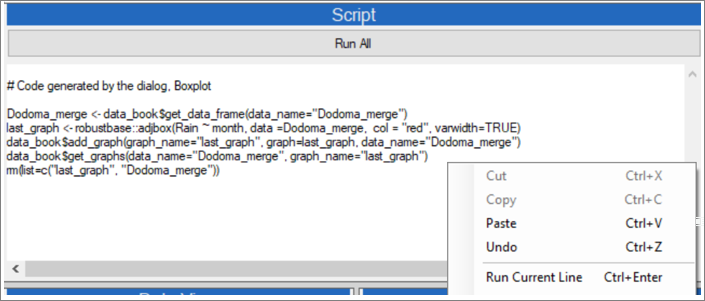 Script
Run All
# Code generated by the dialog, Boxplot
Dodoma_merge <- data_book$get_data_frame(data_name="Dodoma_merge")
last_graph <- robustbase::adjbox(Rain ~ month, data =Dodoma_merge,  col = "red", varwidth=TRUE)
data_book$add_graph(graph_name="last_graph", graph=last_graph, data_name="Dodoma_merge")
data_book$get_graphs(data_name="Dodoma_merge", graph_name="last_graph")
rm(list=c("last_graph", "Dodoma_merge"))
Cut Ctrl+X
Copy Ctrl+C
Paste Ctrl+V
Undo Ctrl+Z
Run Current Line Ctrl+Enter